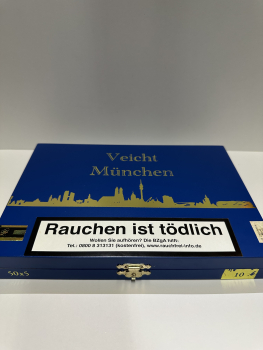 Veicht
München
Rauchen ist tödlich
Wollen Sie aufhören? Die BZgA hilft:
Tel.: 0800 8 313131 (kostenfrei), www.rauchfrei-info.de
50x5
10